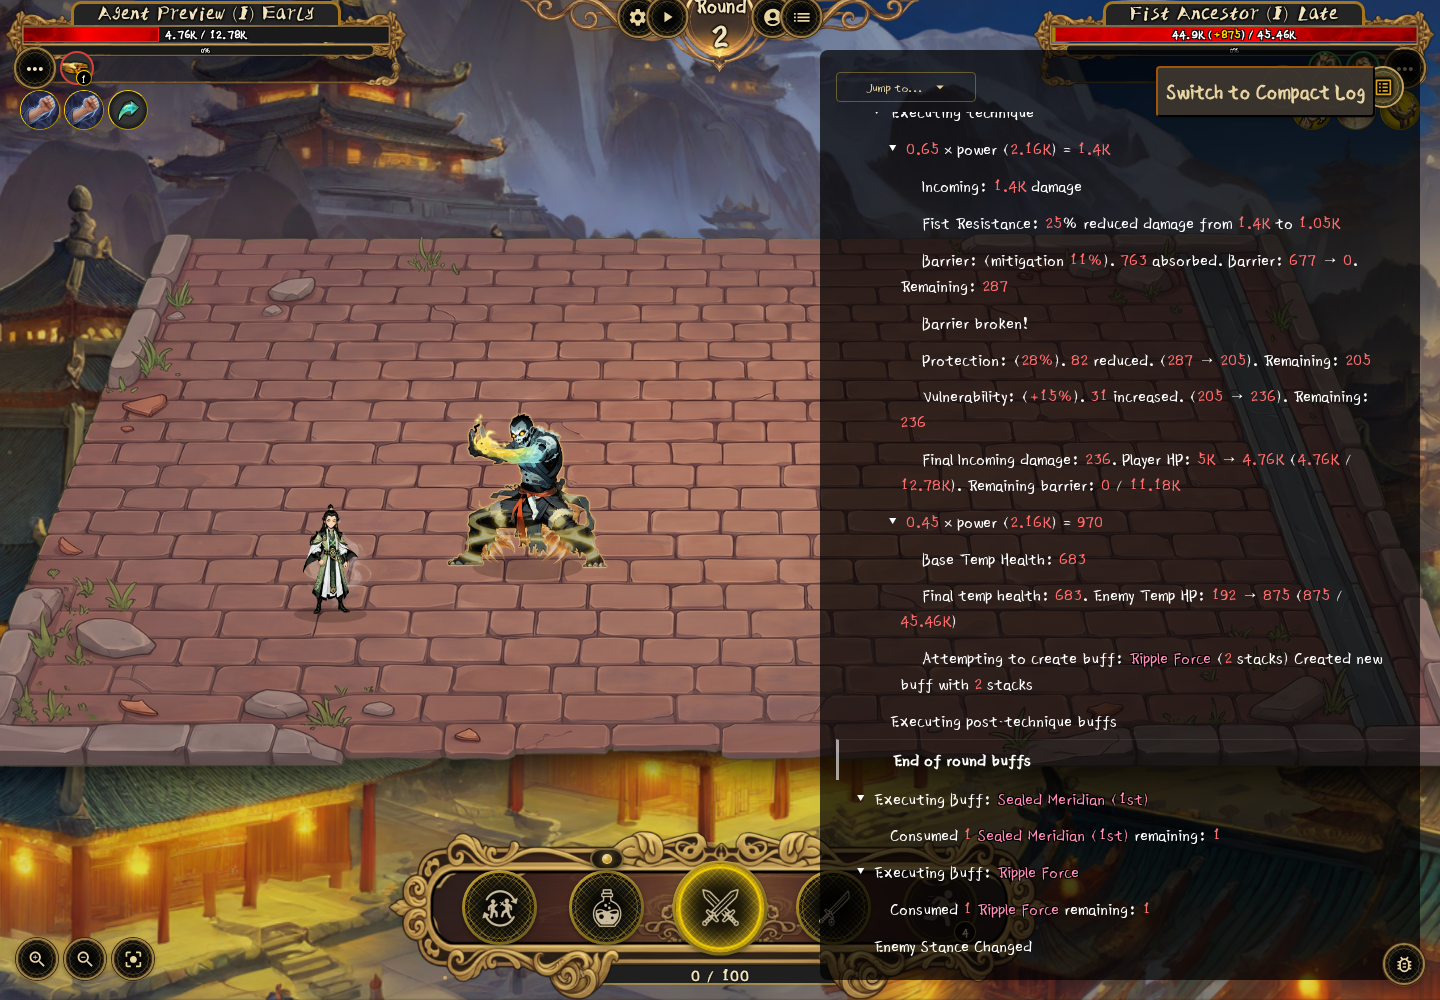 Agent Preview (I) Early
4.76K / 12.78K
0%
1
Round
2
Fist Ancestor (I) Late
44.9K (+875) / 45.46K
Jump to...
Switch to Compact Log
Executing technique
0.65 x power (2.16K) = 1.4K
Incoming: 1.4K damage
Fist Resistance: 25% reduced damage from 1.4K to 1.05K
Barrier: (mitigation 11%). 763 absorbed. Barrier: 677 → 0.
Remaining: 287
Barrier broken!
Protection: (28%). 82 reduced. (287 → 205). Remaining: 205
Vulnerability: (+15%). 31 increased. (205 → 236). Remaining:
236
Final Incoming damage: 236. Player HP: 5K → 4.76K (4.76K /
12.78K). Remaining barrier: 0 / 11.18K
0.45 x power (2.16K) = 970
Base Temp Health: 683
Final temp health: 683. Enemy Temp HP: 192 → 875 (875 /
45.46K)
Attempting to create buff: Ripple Force (2 stacks) Created new
buff with 2 stacks
Executing post-technique buffs
End of round buffs
Executing Buff: Sealed Meridian (1st)
Consumed 1 Sealed Meridian (1st) remaining: 1
Executing Buff: Ripple Force
Consumed 1 Ripple Force remaining: 1
Enemy Stance Changed
4
0 / 100